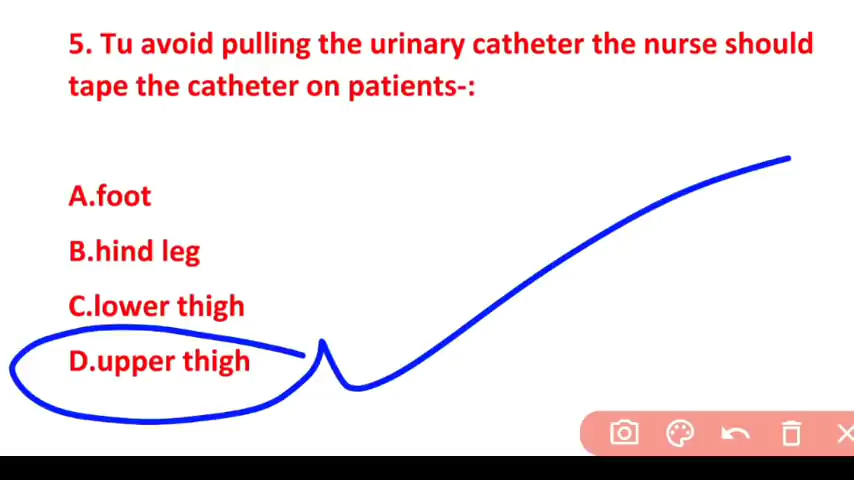 5. Tu avoid pulling the urinary catheter the nurse should
tape the catheter on patients-:
A.foot
B.hind leg
C.lower thigh
D.upper thigh